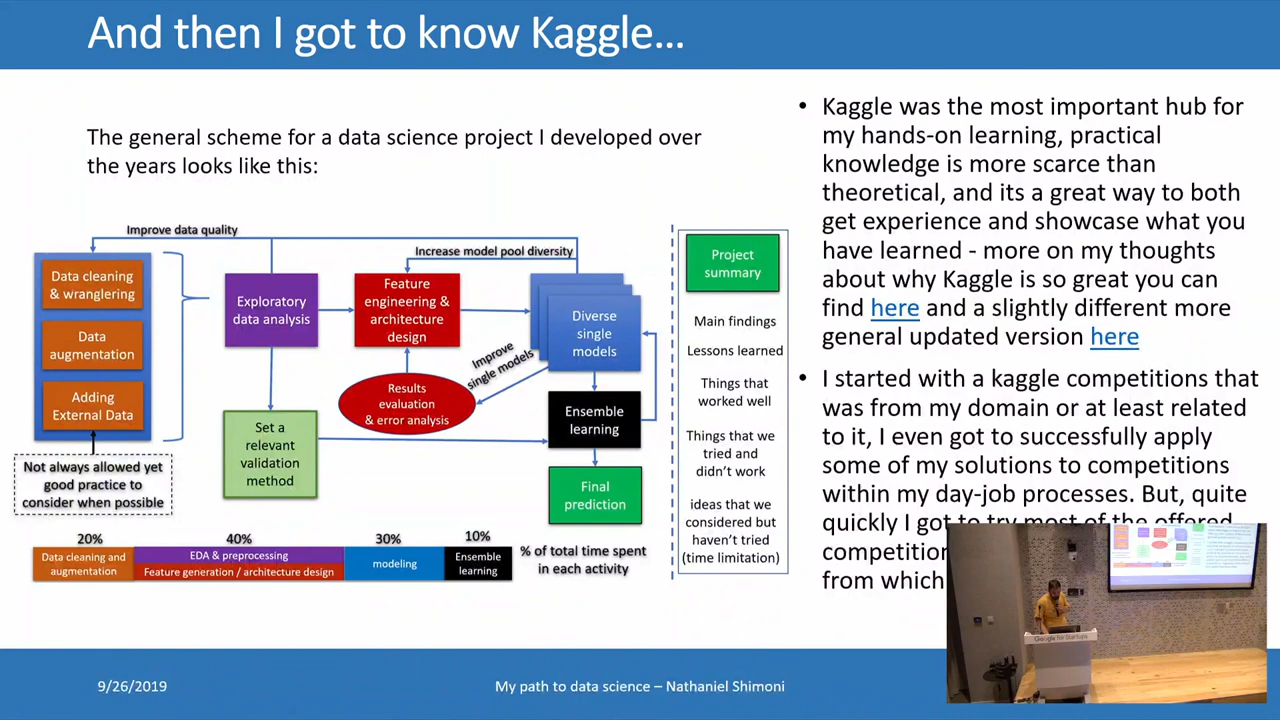 And then I got to know Kaggle...
The general scheme for a data science project I developed over
the years looks like this:
Improve data quality
Increase model pool diversity
Data cleaning
& wranglering
Data
augmentation
Adding
External Data
Not always allowed yet
good practice to
consider when possible
Exploratory
data analysis
Set a
relevant
validation
method
Feature
engineering &
architecture
design
Results
evaluation
& error analysis
Improve
single models
Diverse
single
models
Ensemble
learning
Final
prediction
20%
40%
30%
10%
Data cleaning and
augmentation
EDA & preprocessing
Feature generation / architecture design
modeling
Ensemble
learning
% of total time spent
in each activity
Project
summary
Main findings
Lessons learned
Things that
worked well
Things that we
tried and
didn't work
ideas that we
considered but
haven't tried
(time limitation)
• Kaggle was the most important hub for
my hands-on learning, practical
knowledge is more scarce than
theoretical, and its a great way to both
get experience and showcase what you
have learned - more on my thoughts
about why Kaggle is so great you can
find here and a slightly different more
general updated version here
• I started with a kaggle competitions that
was from my domain or at least related
to it, I even got to successfully apply
some of my solutions to competitions
within my day-job processes. But, quite
quickly I got to try most of the offered
competition
from which
Google for Startups
9/26/2019
My path to data science – Nathaniel Shimoni